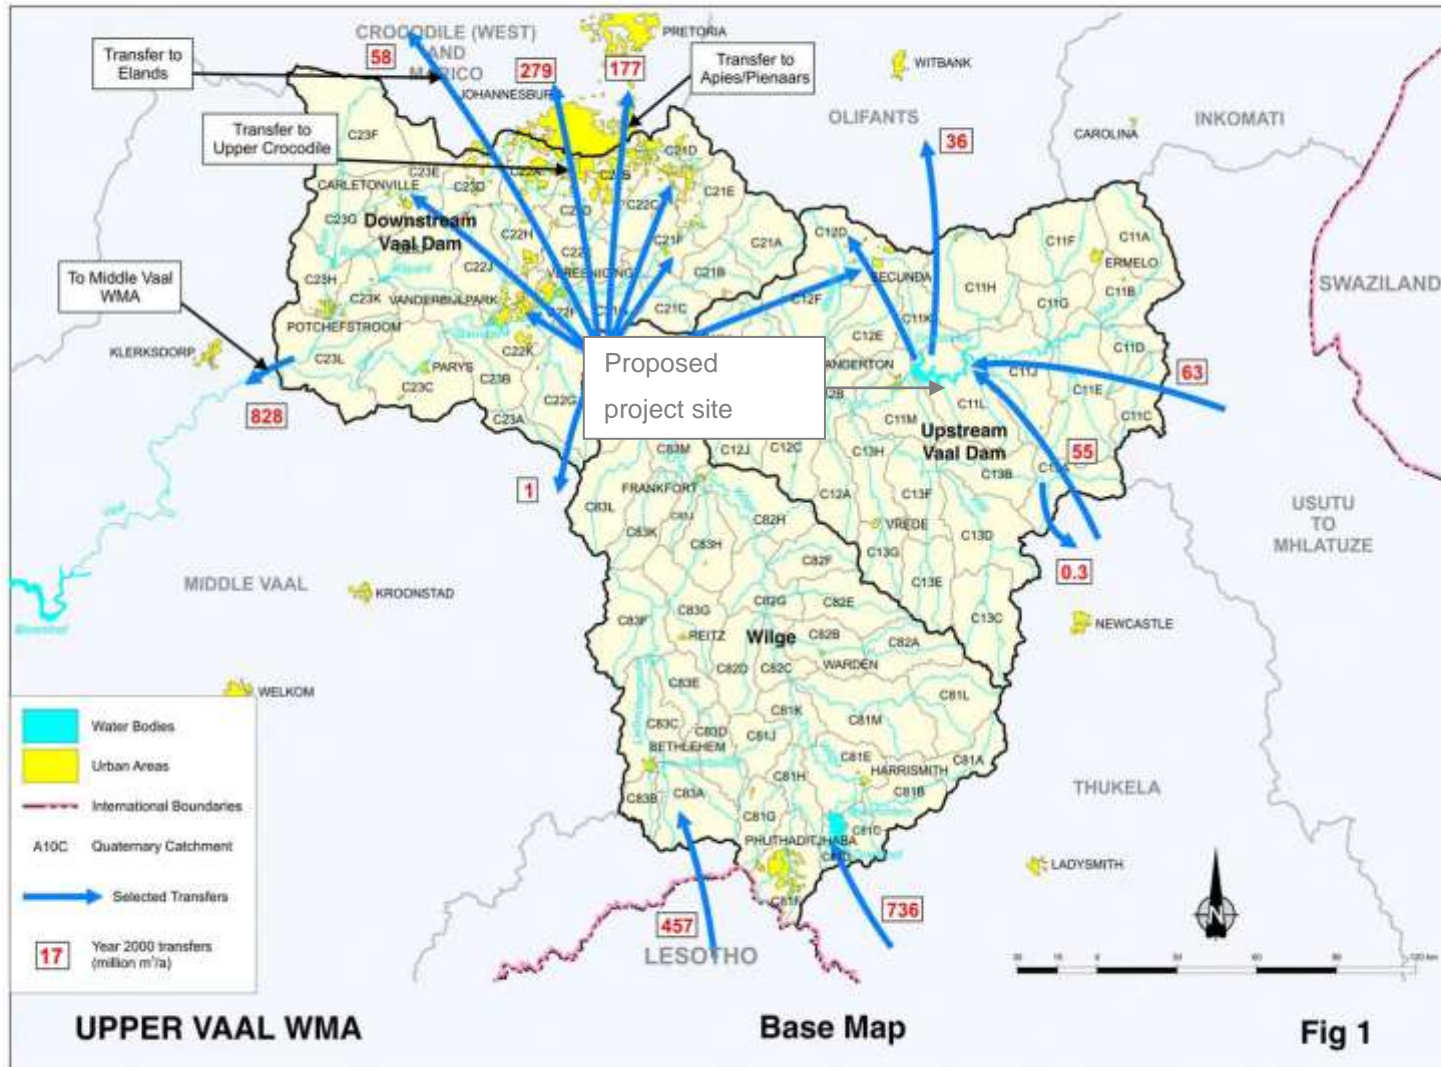 CROCODILE (WEST)
AND
MARICO
PRETORIA
WITBANK
OLIFANTS
CAROLINA
INKOMATI
SWAZILAND
Transfer to
Elands
58
279
177
Transfer to
Apies/Pienaars
36
JOHANNESBUR
Transfer to
Upper Crocodile
C23F
C23E
C23D
C22A
C21D
C21E
C22C
CARLETONVILLE
C23G
Downstream
Vaal Dam
C22H
C21F
C21A
C21B
C21C
C12D
SECUNDA
C11F
C11A
ERMELO
C11B
C11H
C11G
C12F
C11K
C12E
C11D
C11J
C11E
C11C
To Middle Vaal
WMA
C23H
C23K
C22J
VEREENIGING
VANDERBIJLPARK
POTCHEFSTROOM
C23L
KLERKSDORP
PARYS
C23C
C22K
C23B
C23A
C22G
Proposed
project site
ANGERTON
C11M
C11L
Upstream
Vaal Dam
63
55
828
1
0.3
C83M
C12J
C12C
C13H
C13B
C12A
C13F
FRANKFORT
C83L
C83K
C83J
C83H
C82H
VREDE
C13D
C13G
C82F
C13E
C13C
USUTU
TO
MHLATUZE
MIDDLE VAAL
KROONSTAD
NEWCASTLE
C83F
C83G
C82G
C82E
REITZ
Wilge
C82B
C82A
C82D
C82C
WARDEN
WELKOM
C83E
C81L
C81K
C81M
C83C
C83D
C81J
BETHLEHEM
C81E
C81A
HARRISMITH
C81H
C81B
C83B
C83A
C81G
C81C
PHUTHADITJHABA
C81F
THUKELA
LADYSMITH
457
736
LESOTHO
Water Bodies
Urban Areas
International Boundaries
A10C Quaternary Catchment
Selected Transfers
17 Year 2000 transfers
(million m³/a)
N
UPPER VAAL WMA
Base Map
Fig 1